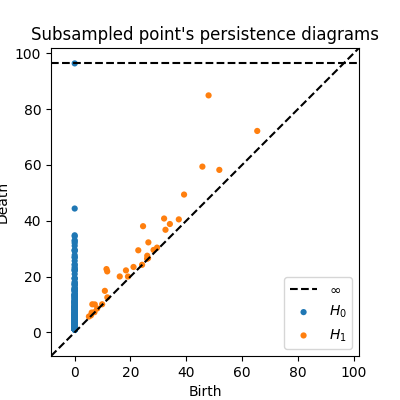 Subsampled point's persistence diagrams
100
80
60
40
20
0
Death
∞
H₀
H₁
0 20 40 60 80 100
Birth